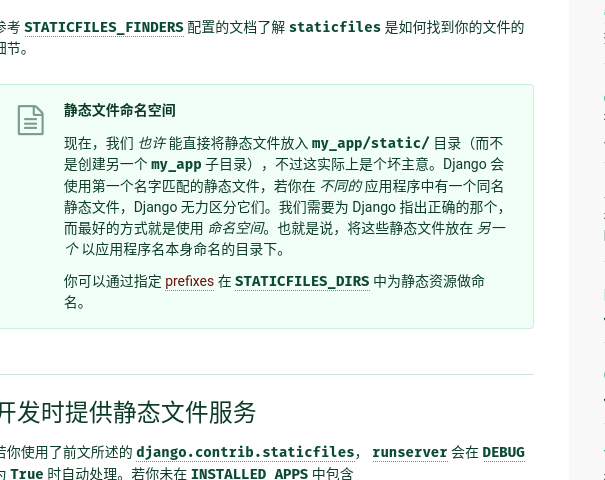 参考 STATICFILES_FINDERS 配置的文档了解 staticfiles 是如何找到你的文件的
细节。
静态文件命名空间
现在，我们 也许 能直接将静态文件放入 my_app/static/ 目录（而不
是创建另一个 my_app 子目录），不过这实际上是个坏主意。Django 会
使用第一个名字匹配的静态文件，若你在 不同的 应用程序中有一个同名
静态文件，Django 无力区分它们。我们需要为 Django 指出正确的那个，
而最好的方式就是使用 命名空间。也就是说，将这些静态文件放在 另一
个 以应用程序名本身命名的目录下。
你可以通过指定 prefixes 在 STATICFILES_DIRS 中为静态资源做命
名。
开发时提供静态文件服务
若你使用了前文所述的 django.contrib.staticfiles， runserver 会在 DEBUG
为 True 时自动处理。若你未在 INSTALLED_APPS 中包含